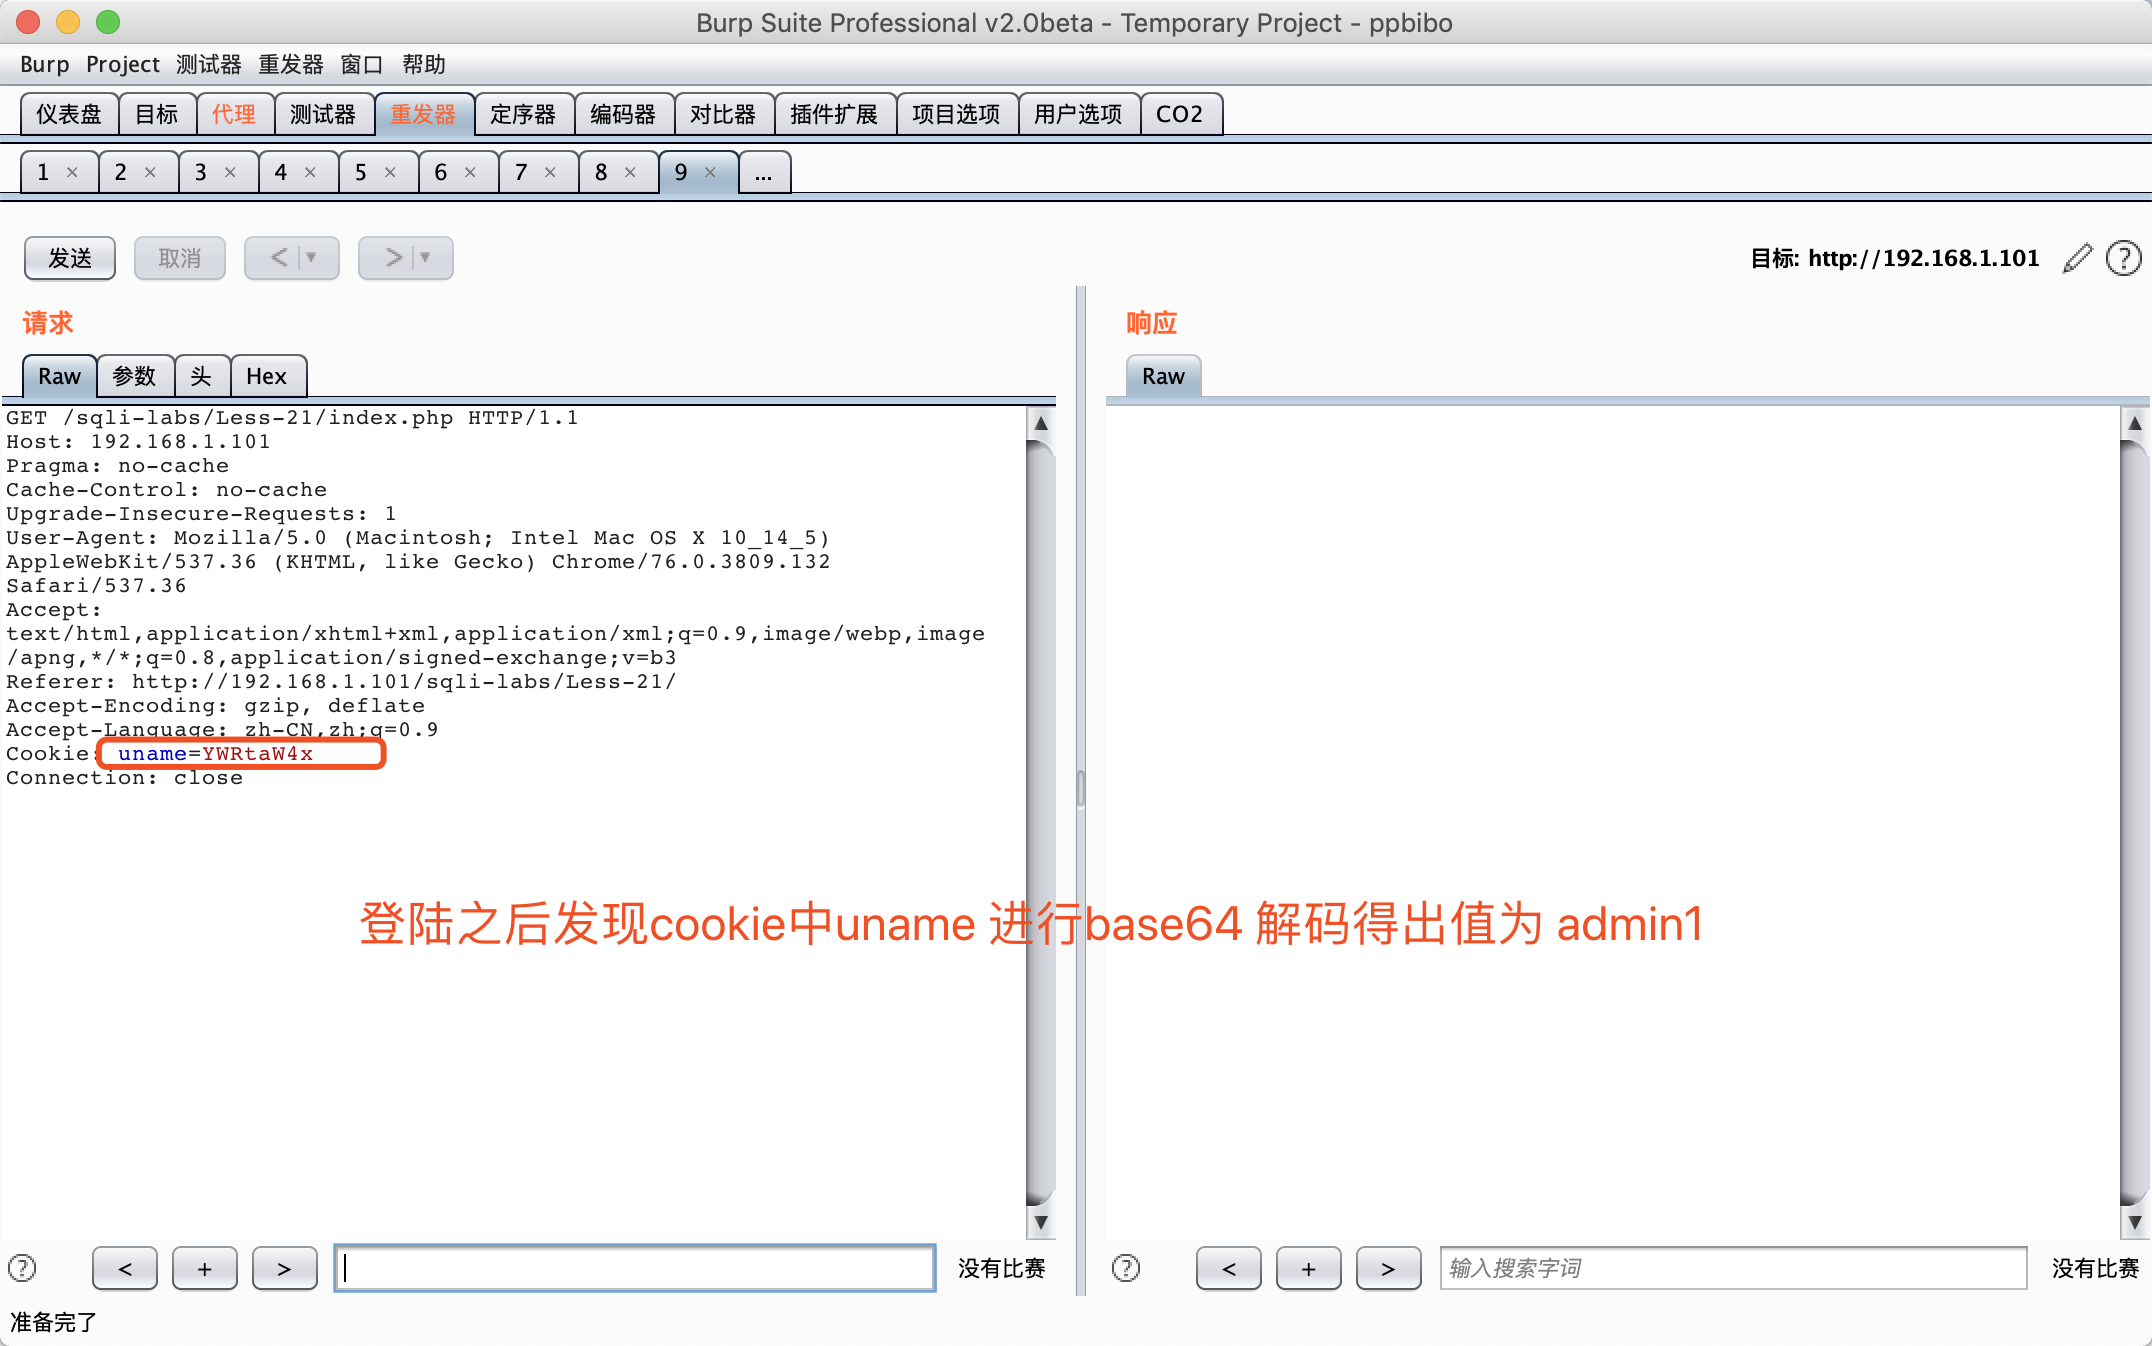 Burp Suite Professional v2.0beta - Temporary Project - ppbibo
Burp Project 测试器 重发器 窗口 帮助
仪表盘 目标 代理 测试器 重发器 定序器 编码器 对比器 插件扩展 项目选项 用户选项 CO2
1 × 2 × 3 × 4 × 5 × 6 × 7 × 8 × 9 × ...
发送 取消 < ▼ > ▼ 目标: http://192.168.1.101 ?
请求
Raw 参数 头 Hex
GET /sqli-labs/Less-21/index.php HTTP/1.1
Host: 192.168.1.101
Pragma: no-cache
Cache-Control: no-cache
Upgrade-Insecure-Requests: 1
User-Agent: Mozilla/5.0 (Macintosh; Intel Mac OS X 10_14_5)
AppleWebKit/537.36 (KHTML, like Gecko) Chrome/76.0.3809.132
Safari/537.36
Accept:
text/html,application/xhtml+xml,application/xml;q=0.9,image/webp,image
/apng,*/*;q=0.8,application/signed-exchange;v=b3
Referer: http://192.168.1.101/sqli-labs/Less-21/
Accept-Encoding: gzip, deflate
Accept-Language: zh-CN,zh;q=0.9
Cookie: uname=YWRtaW4x
Connection: close
响应
Raw
登陆之后发现cookie中uname 进行base64 解码得出值为 admin1
? < + > 没有比赛
? < + > 输入搜索字词 没有比赛
准备完了